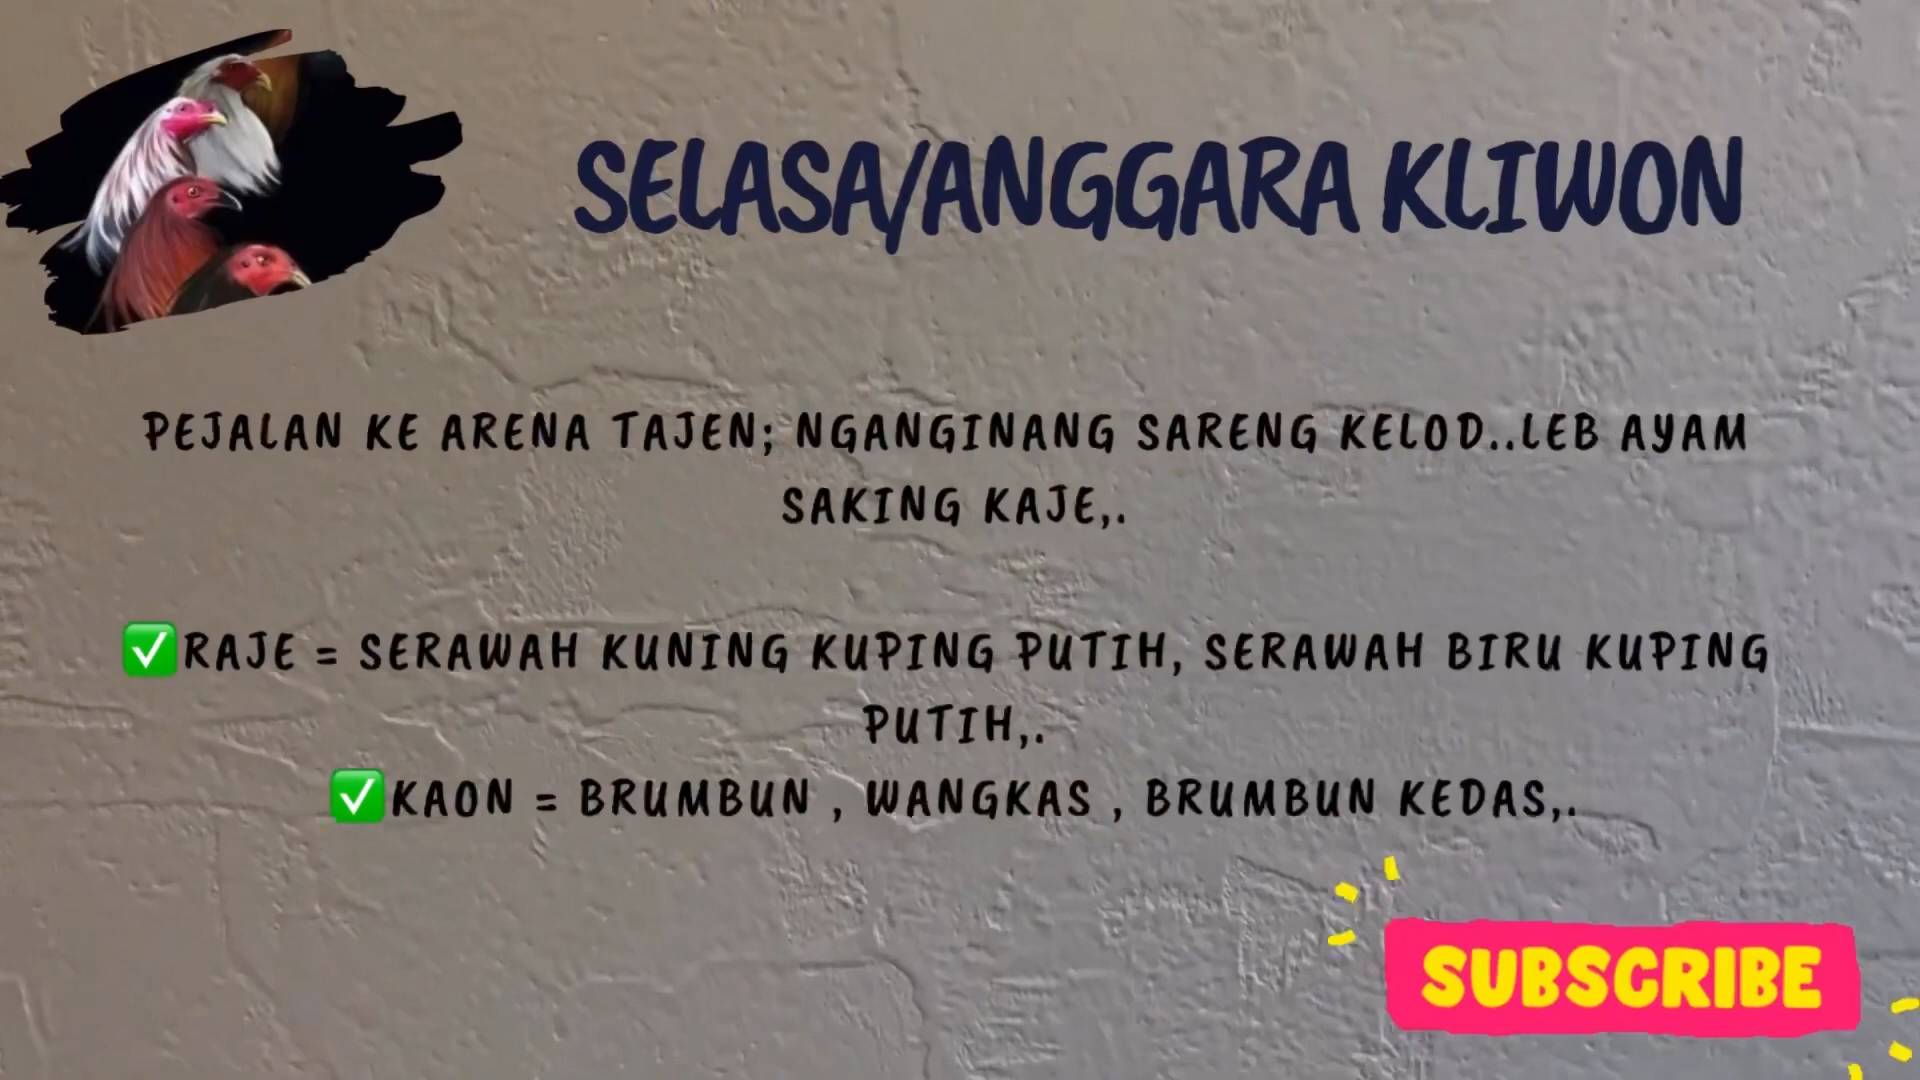 SELASA/ANGGARA KLIWON
PEJALAN KE ARENA TAJEN; NGANGINANG SARENG KELOD..LEB AYAM
SAKING KAJE,.
✅RAJE = SERAWAH KUNING KUPING PUTIH, SERAWAH BIRU KUPING
PUTIH,.
✅KAON = BRUMBUN , WANGKAS , BRUMBUN KEDAS,.
SUBSCRIBE